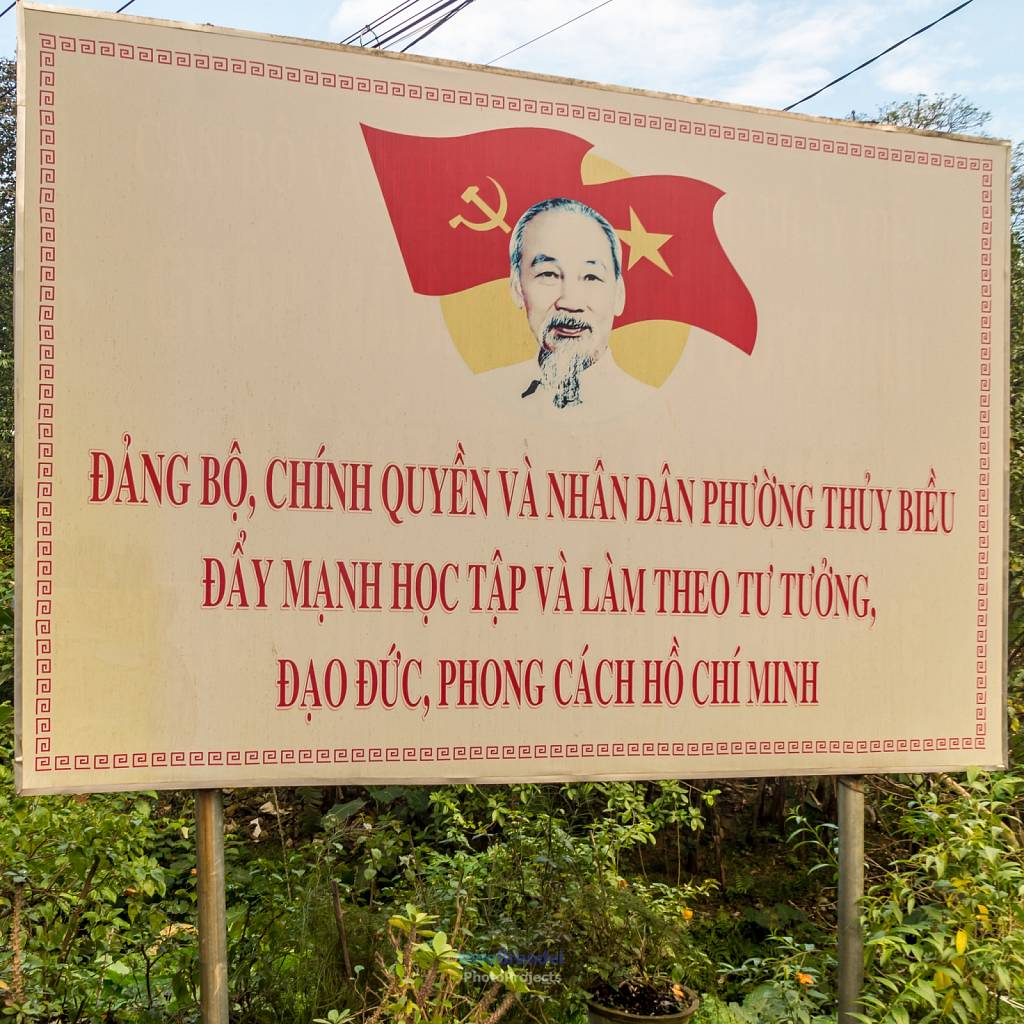 ĐẢNG BỘ, CHÍNH QUYỀN VÀ NHÂN DÂN PHƯỜNG THỦY BIỀU
ĐẨY MẠNH HỌC TẬP VÀ LÀM THEO TƯ TƯỞNG,
ĐẠO ĐỨC, PHONG CÁCH HỒ CHÍ MINH
PhotoProjects